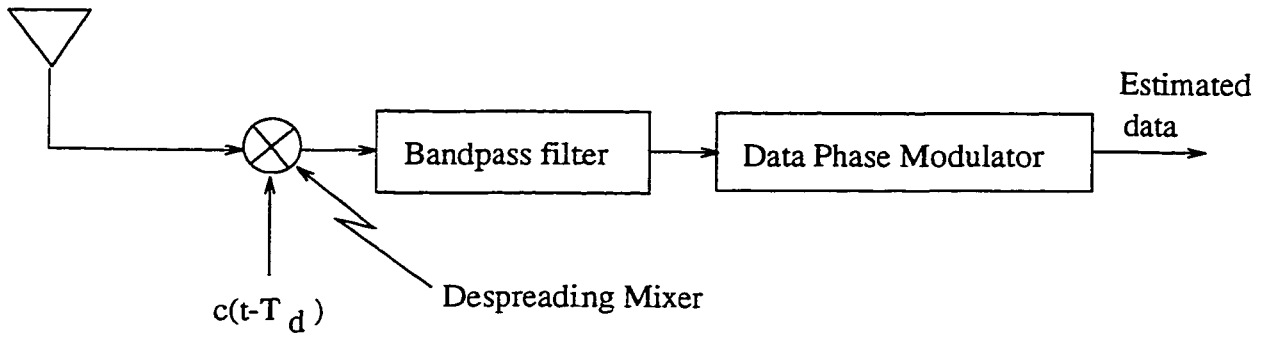 Estimated
data
Bandpass filter
Data Phase Modulator
Despreading Mixer
c(t-T d )